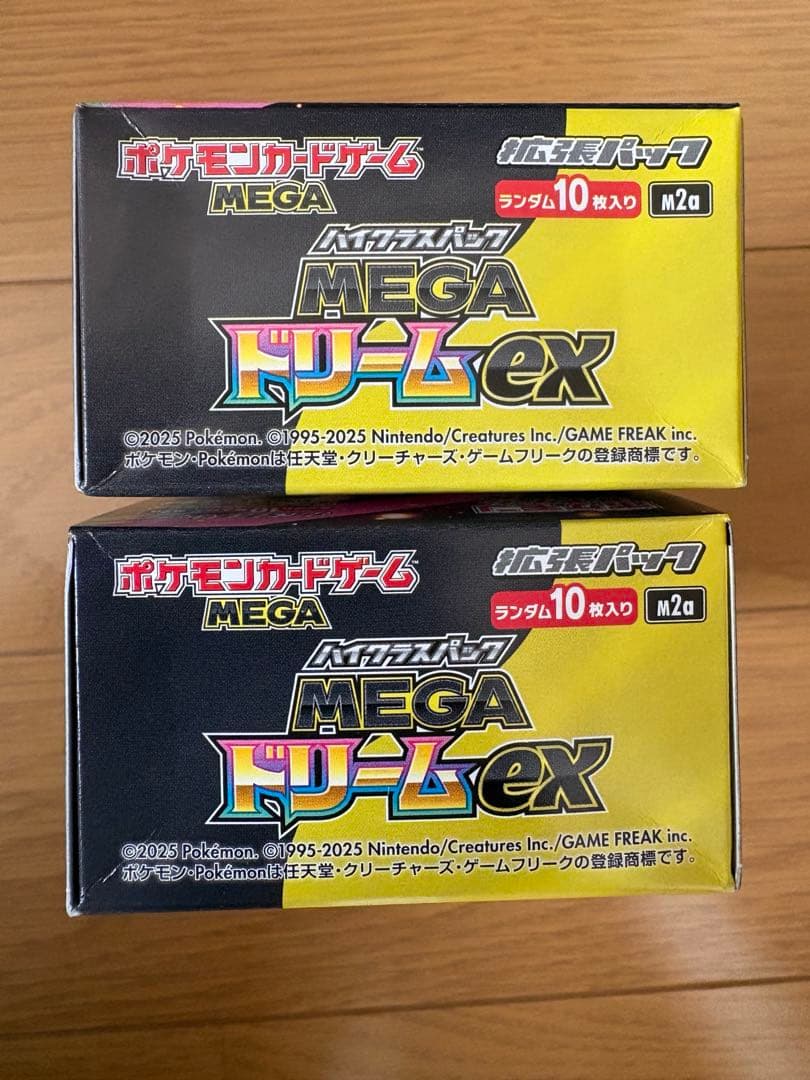 ポケモンカードゲーム™
MEGA
拡張パック
ランダム10枚入り M2a
ハイクラスパック
MEGA
ドリームex
©2025 Pokémon. ©1995-2025 Nintendo/Creatures Inc./GAME FREAK inc.
ポケモン・Pokémonは任天堂・クリーチャーズ・ゲームフリークの登録商標です。
ポケモンカードゲーム™
MEGA
拡張パック
ランダム10枚入り M2a
ハイクラスパック
MEGA
ドリームex
©2025 Pokémon. ©1995-2025 Nintendo/Creatures Inc./GAME FREAK inc.
ポケモン・Pokémonは任天堂・クリーチャーズ・ゲームフリークの登録商標です。